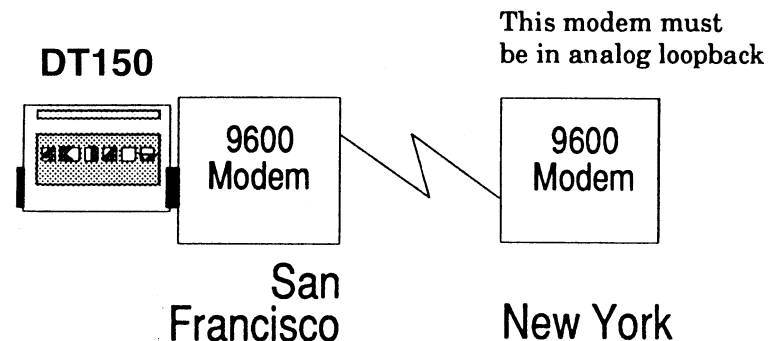 This modem must
be in analog loopback
DT150
9600
Modem
9600
Modem
San
Francisco
New York